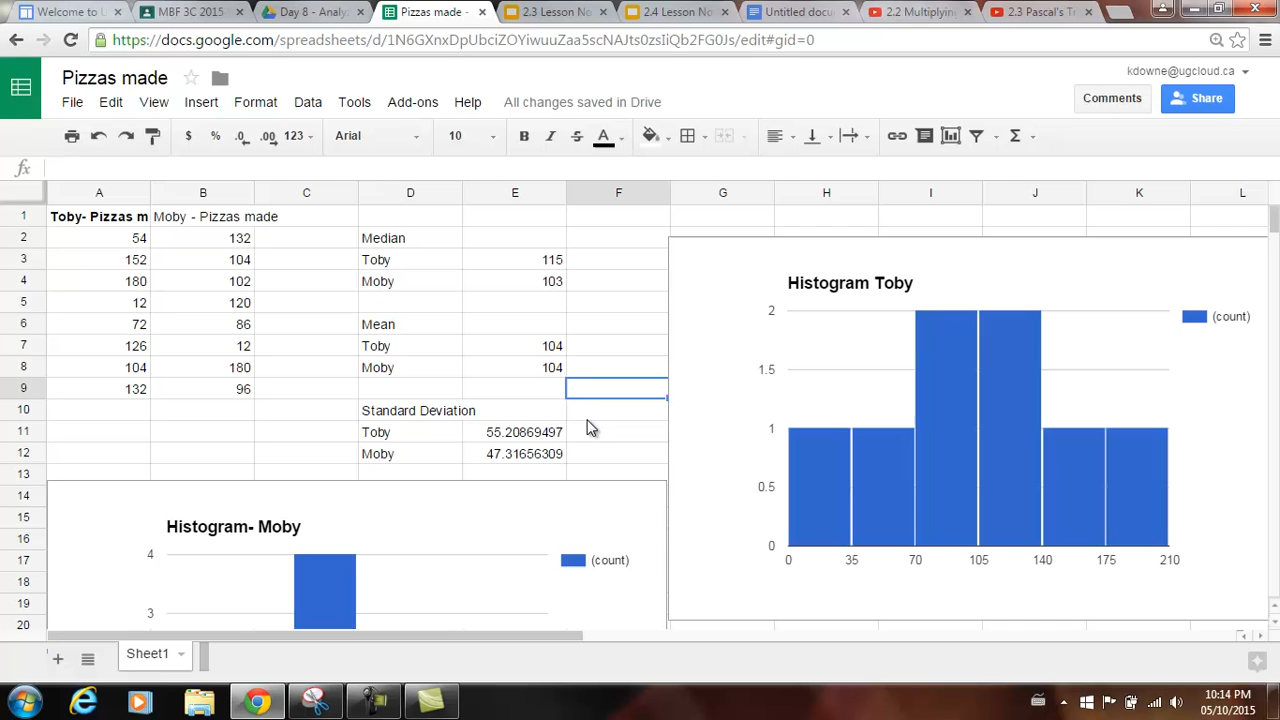 Welcome to L
MBF 3C 2015
Day 8 - Analyz
Pizzas made -
2.3 Lesson No
2.4 Lesson No
Untitled docu
2.2 Multiplying
2.3 Pascal's Tr
https://docs.google.com/spreadsheets/d/1N6GXnxDpUbciZOYiwuuZaa5scNAJts0zsIiQb2FG0Js/edit#gid=0
Pizzas made
kdowne@ugcloud.ca
File Edit View Insert Format Data Tools Add-ons Help All changes saved in Drive
Comments
Share
$ % .0 .00 123 Arial 10 B I S A Σ
fx
A B C D E F G H I J K L
1 Toby- Pizzas m Moby - Pizzas made
2 54 132 Median
3 152 104 Toby 115
4 180 102 Moby 103
5 12 120
6 72 86 Mean
7 126 12 Toby 104
8 104 180 Moby 104
9 132 96
10 Standard Deviation
11 Toby 55.20869497
12 Moby 47.31656309
13
14
15
16
17
18
19
20
Histogram Toby
(count)
2
1.5
1
0.5
0
0 35 70 105 140 175 210
Histogram- Moby
(count)
4
3
Sheet1
10:14 PM
05/10/2015